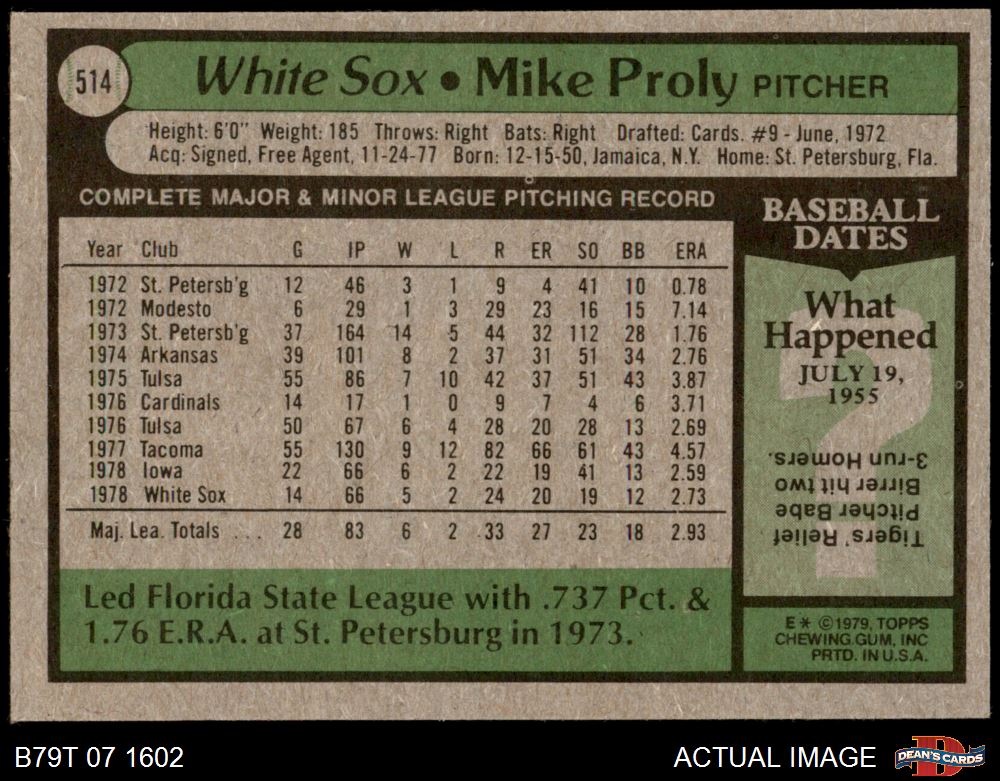 514
White Sox • Mike Proly PITCHER
Height: 6'0" Weight: 185 Throws: Right Bats: Right Drafted: Cards. #9 - June, 1972
Acq: Signed, Free Agent, 11-24-77 Born: 12-15-50, Jamaica, N.Y. Home: St. Petersburg, Fla.
COMPLETE MAJOR & MINOR LEAGUE PITCHING RECORD
Year Club G IP W L R ER SO BB ERA
1972 St. Petersb'g 12 46 3 1 9 4 41 10 0.78
1972 Modesto 6 29 1 3 29 23 16 15 7.14
1973 St. Petersb'g 37 164 14 5 44 32 112 28 1.76
1974 Arkansas 39 101 8 2 37 31 51 34 2.76
1975 Tulsa 55 86 7 10 42 37 51 43 3.87
1976 Cardinals 14 17 1 0 9 7 4 6 3.71
1976 Tulsa 50 67 6 4 28 20 28 13 2.69
1977 Tacoma 55 130 9 12 82 66 61 43 4.57
1978 Iowa 22 66 6 2 22 19 41 13 2.59
1978 White Sox 14 66 5 2 24 20 19 12 2.73
Maj. Lea. Totals ... 28 83 6 2 33 27 23 18 2.93
Led Florida State League with .737 Pct. &
1.76 E.R.A. at St. Petersburg in 1973.
BASEBALL
DATES
What
Happened
JULY 19,
1955
Tigers' Relief
Pitcher Babe
Birrer hit two
3-run Homers.
E* ©1979, TOPPS
CHEWING GUM, INC
PRTD. IN U.S.A.
B79T 07 1602
ACTUAL IMAGE
D
DEAN'S CARDS